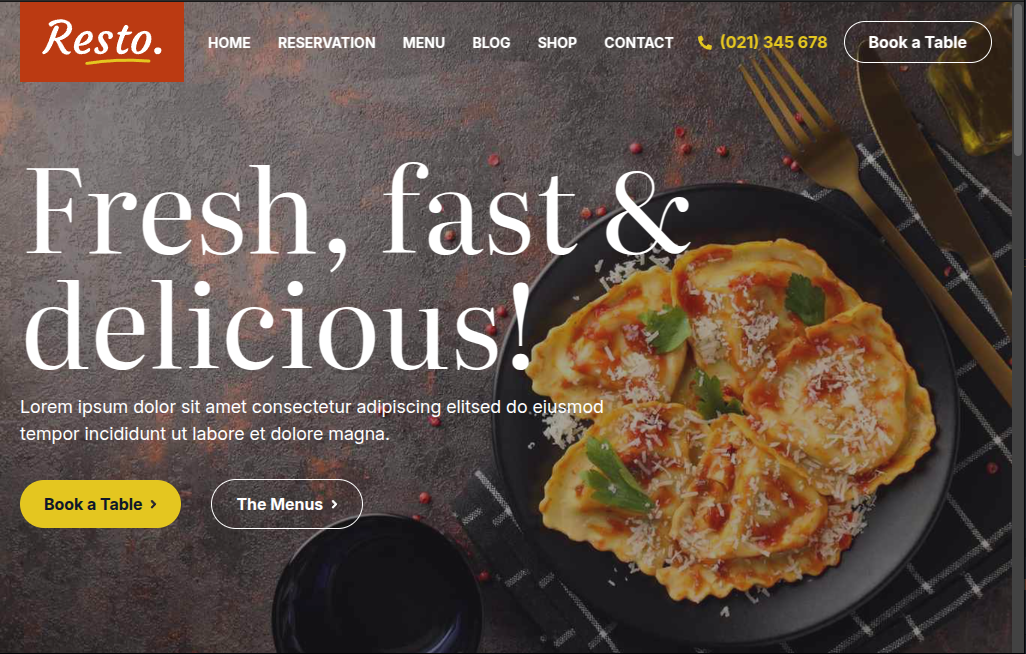 Resto.
HOME RESERVATION MENU BLOG SHOP CONTACT (021) 345 678 Book a Table
Fresh, fast &
delicious!
Lorem ipsum dolor sit amet consectetur adipiscing elitsed do ejusmod
tempor incididunt ut labore et dolore magna.
Book a Table
The Menus